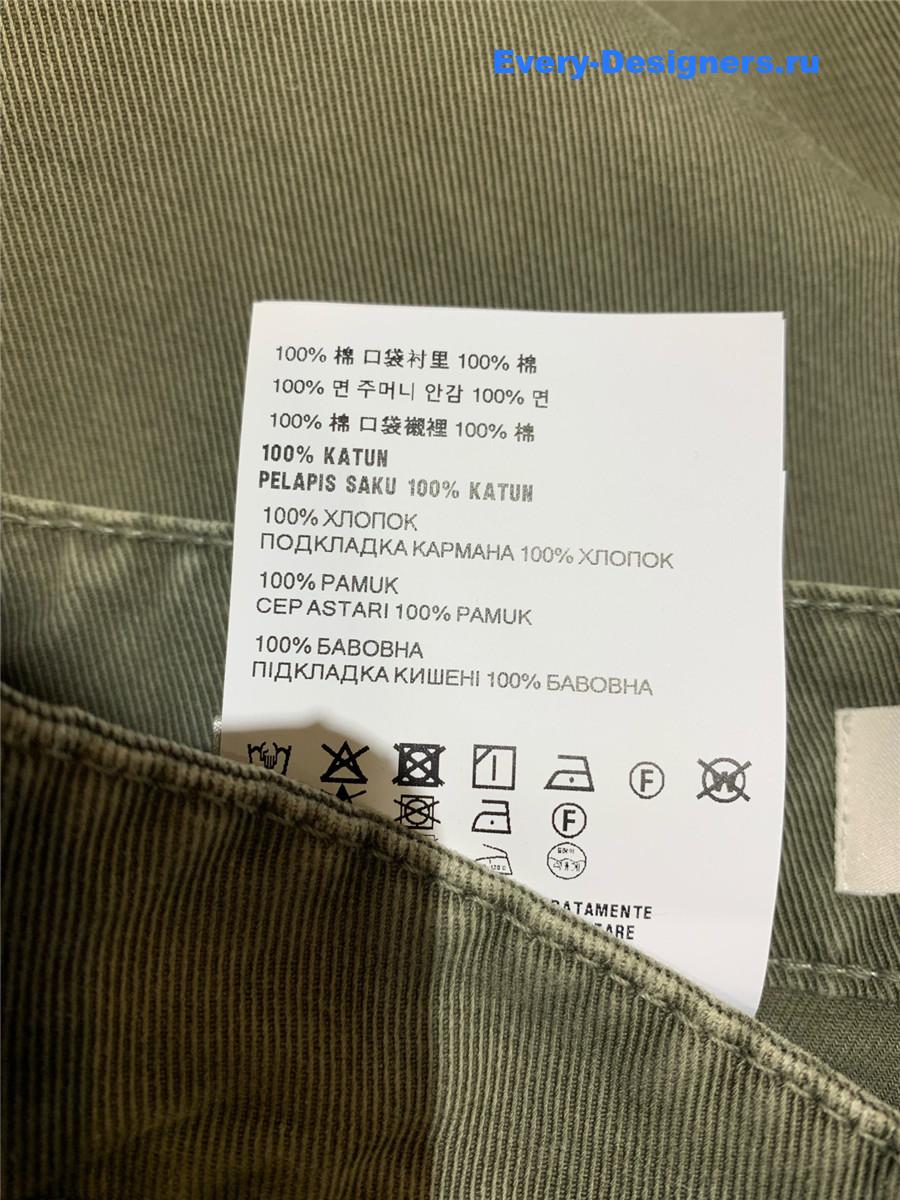 Every-Designers.ru
100% 棉 口袋衬里 100% 棉
100% 면 주머니 안감 100% 면
100% 棉 口袋襯裡 100% 棉
100% KATUN
PELAPIS SAKU 100% KATUN
100% ХЛОПОК
ПОДКЛАДКА КАРМАНА 100% ХЛОПОК
100% PAMUK
CEP ASTARI 100% PAMUK
100% БАВОВНА
ПІДКЛАДКА КИШЕНІ 100% БАВОВНА
F W
F